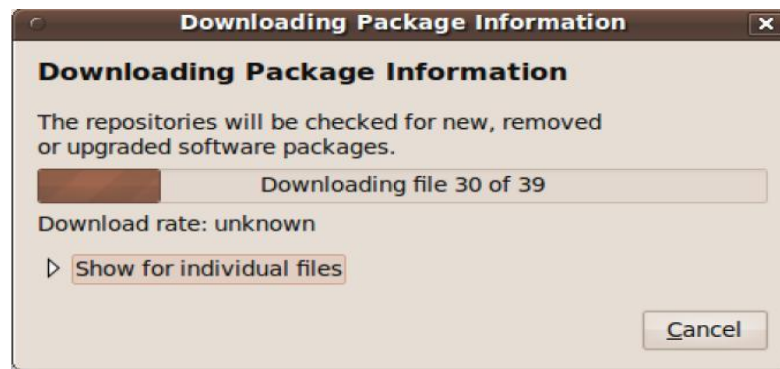 Downloading Package Information
Downloading Package Information
The repositories will be checked for new, removed
or upgraded software packages.
Downloading file 30 of 39
Download rate: unknown
Show for individual files
Cancel